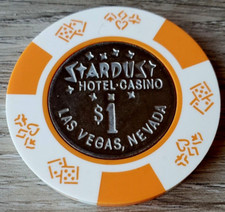 STARDUST
HOTEL-CASINO
$1
LAS VEGAS, NEVADA